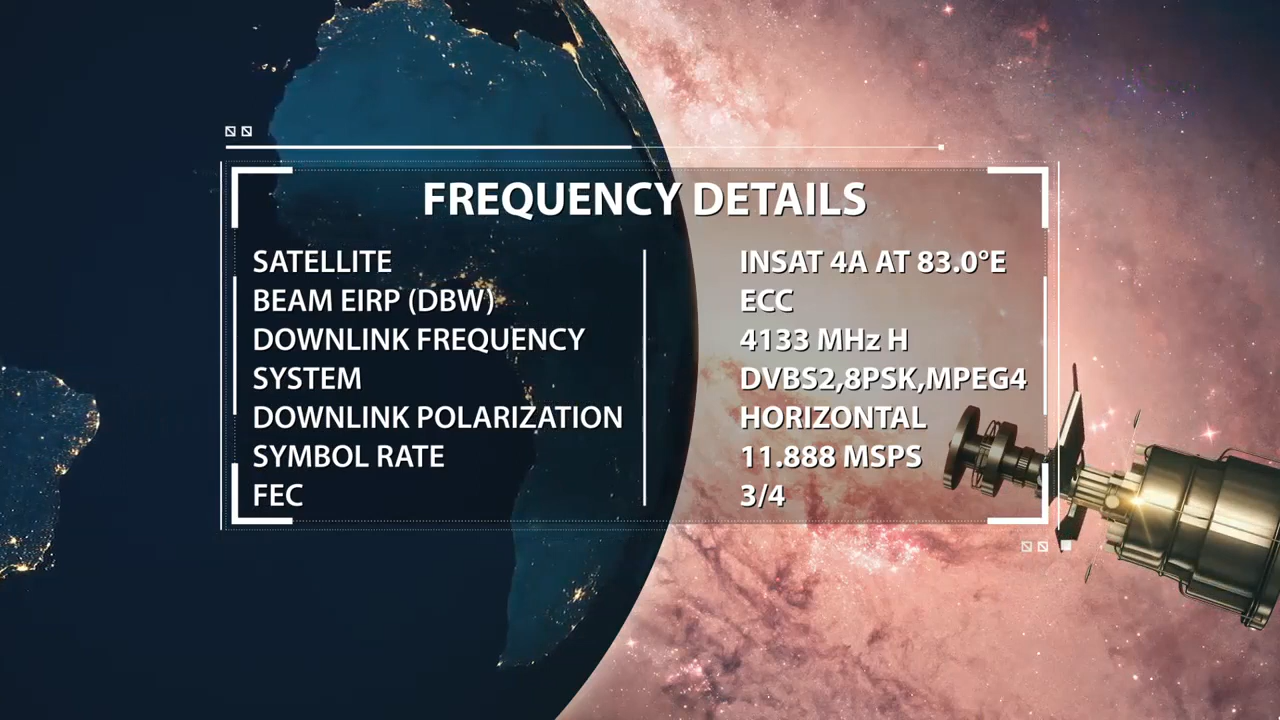 FREQUENCY DETAILS
SATELLITE INSAT 4A AT 83.0°E
BEAM EIRP (DBW) ECC
DOWNLINK FREQUENCY 4133 MHz H
SYSTEM DVBS2,8PSK,MPEG4
DOWNLINK POLARIZATION HORIZONTAL
SYMBOL RATE 11.888 MSPS
FEC 3/4